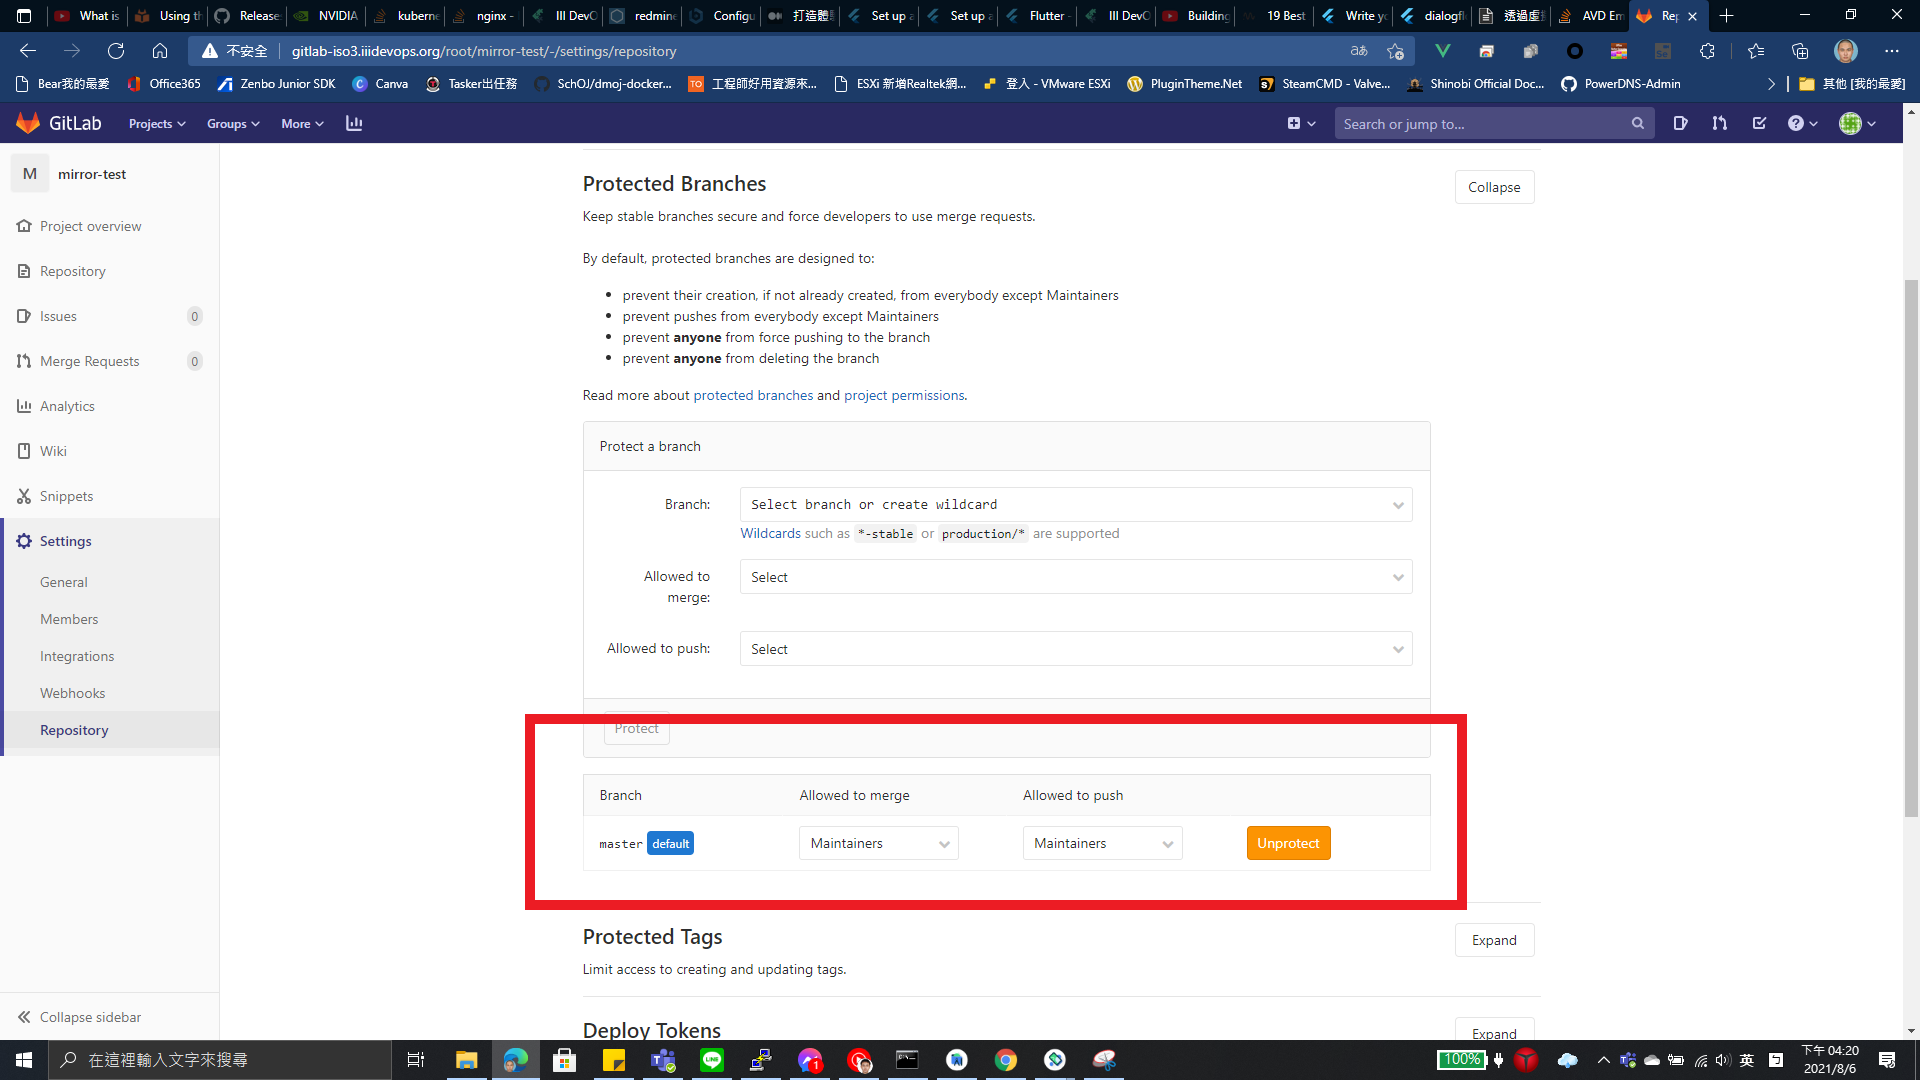 What is
Using th
Release
NVIDIA
kuberne
nginx -
III DevO
redmine
Configu
打造體
Set up a
Set up a
Flutter -
III DevO
Building
19 Best
Write yo
dialogfl
透過虛
AVD Em
Rep
不安全 gitlab-iso3.iiidevops.org/root/mirror-test/-/settings/repository
Bear我的最愛 Office365 Zenbo Junior SDK Canva Tasker出任務 SchOJ/dmoj-docker... 工程師好用資源來... ESXi 新增Realtek網... 登入 - VMware ESXi PluginTheme.Net SteamCMD - Valve... Shinobi Official Doc... PowerDNS-Admin 其他 [我的最愛]
GitLab Projects Groups More Search or jump to...
M mirror-test
Project overview
Repository
Issues 0
Merge Requests 0
Analytics
Wiki
Snippets
Settings
General
Members
Integrations
Webhooks
Repository
Collapse sidebar
Protected Branches
Collapse
Keep stable branches secure and force developers to use merge requests.
By default, protected branches are designed to:
• prevent their creation, if not already created, from everybody except Maintainers
• prevent pushes from everybody except Maintainers
• prevent anyone from force pushing to the branch
• prevent anyone from deleting the branch
Read more about protected branches and project permissions.
Protect a branch
Branch: Select branch or create wildcard
Wildcards such as *-stable or production/* are supported
Allowed to merge: Select
Allowed to push: Select
Protect
Branch Allowed to merge Allowed to push
master default Maintainers Maintainers Unprotect
Protected Tags
Expand
Limit access to creating and updating tags.
Deploy Tokens
Expand
在這裡輸入文字來搜尋
1
100%
英
下午 04:20
2021/8/6